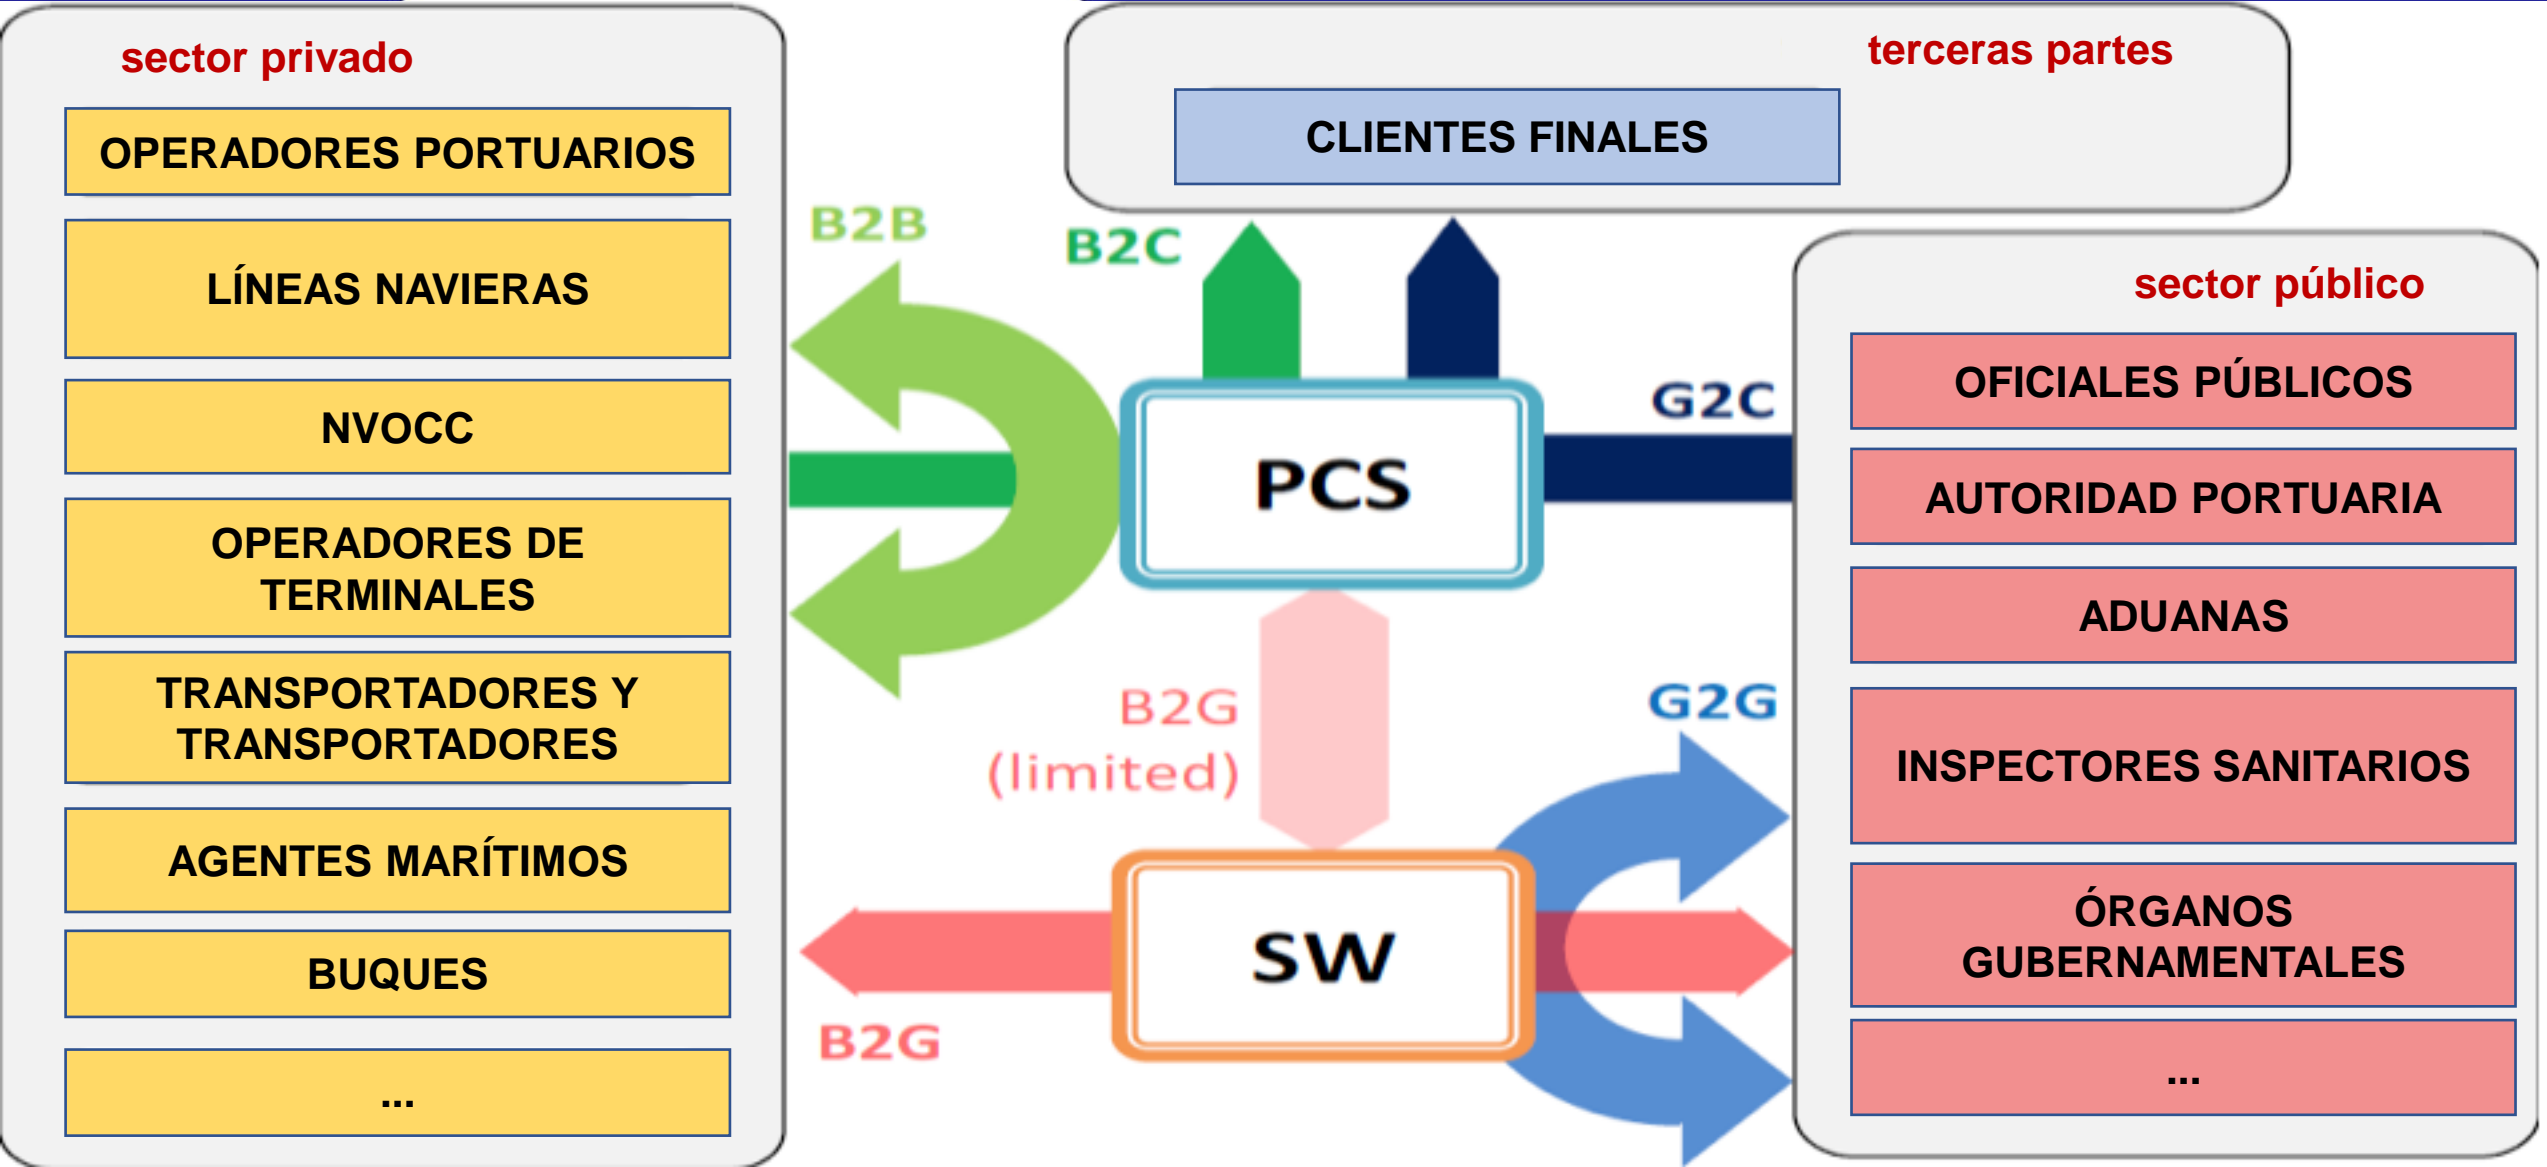 sector privado
OPERADORES PORTUARIOS
LÍNEAS NAVIERAS
NVOCC
OPERADORES DE
TERMINALES
TRANSPORTADORES Y
TRANSPORTADORES
AGENTES MARÍTIMOS
BUQUES
...
terceras partes
CLIENTES FINALES
B2B
B2C
G2C
PCS
B2G
(limited)
G2G
SW
B2G
sector público
OFICIALES PÚBLICOS
AUTORIDAD PORTUARIA
ADUANAS
INSPECTORES SANITARIOS
ÓRGANOS
GUBERNAMENTALES
...